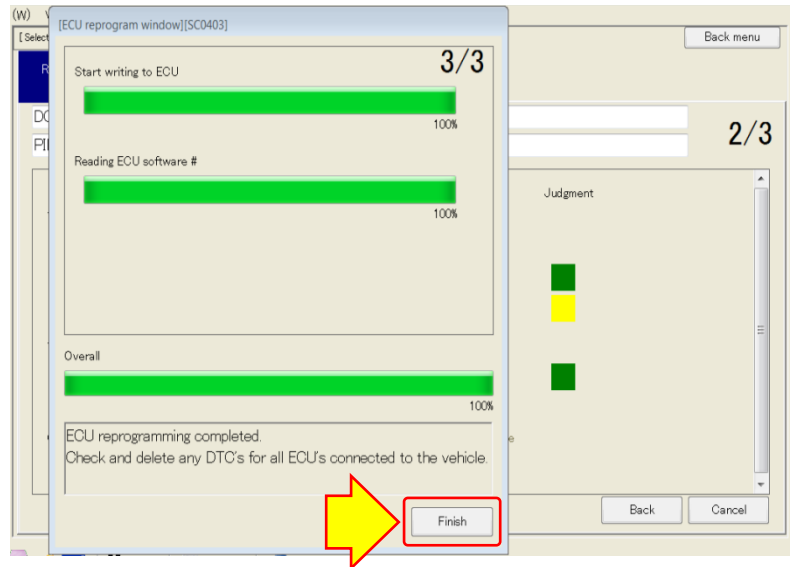 (W)
[ECU reprogram window][SC0403]
[Select
Back menu
3/3
Start writing to ECU
100%
2/3
Reading ECU software #
100%
Judgment
Overall
100%
ECU reprogramming completed.
Check and delete any DTC's for all ECU's connected to the vehicle.
Finish
Back
Cancel